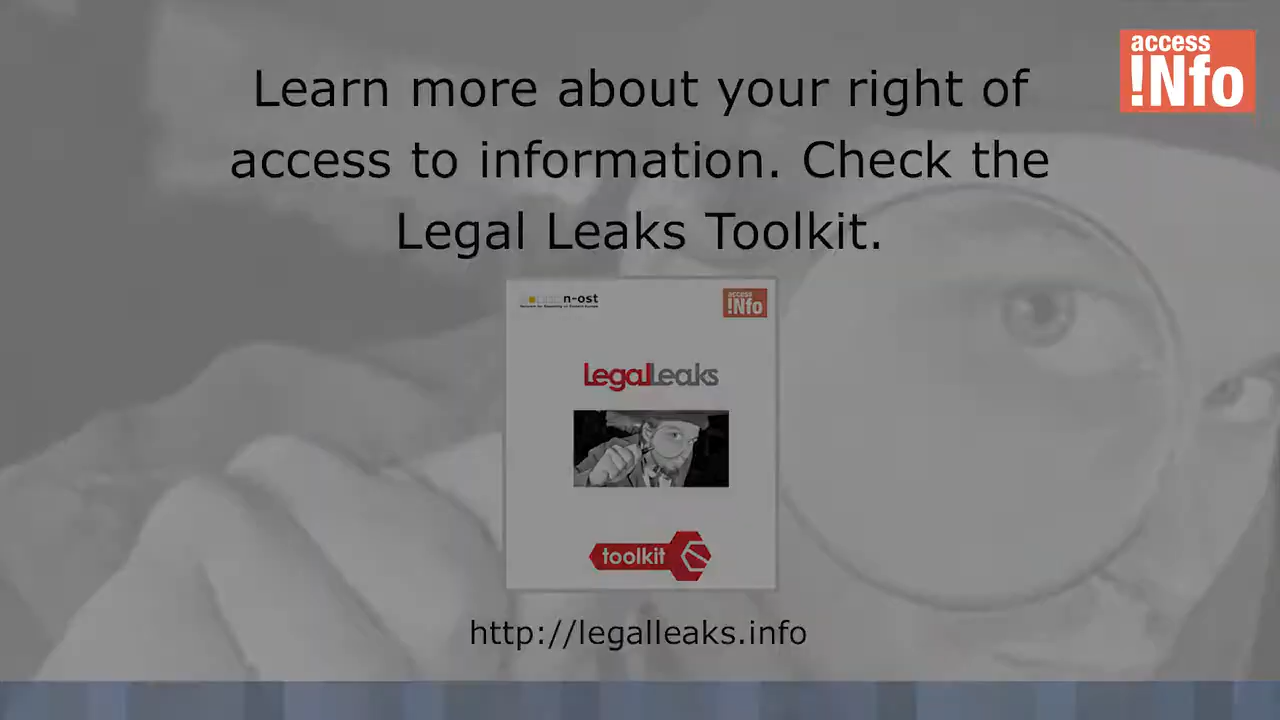 access
!NFo
Learn more about your right of
access to information. Check the
Legal Leaks Toolkit.
n-ost
access
!NFo
LegalLeaks
toolkit
http://legalleaks.info